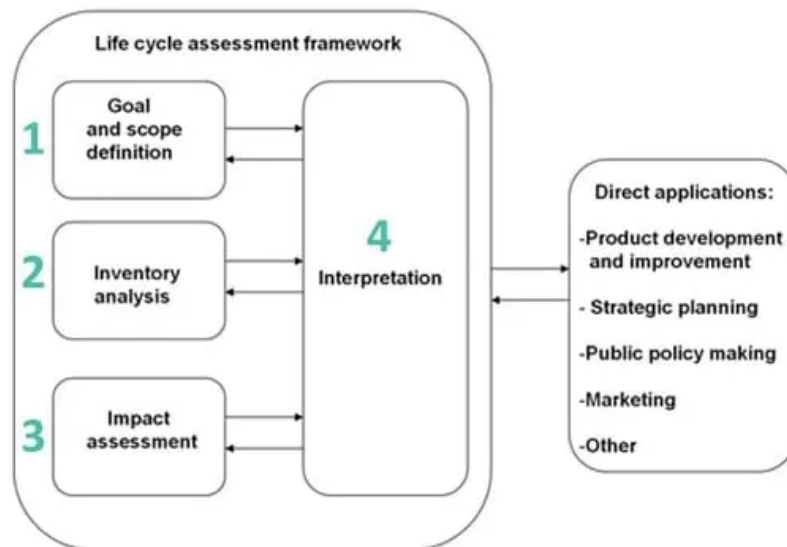 Life cycle assessment framework
1
Goal
and scope
definition
2
Inventory
analysis
3
Impact
assessment
4
Interpretation
Direct applications:
-Product development
and improvement
- Strategic planning
-Public policy making
-Marketing
-Other